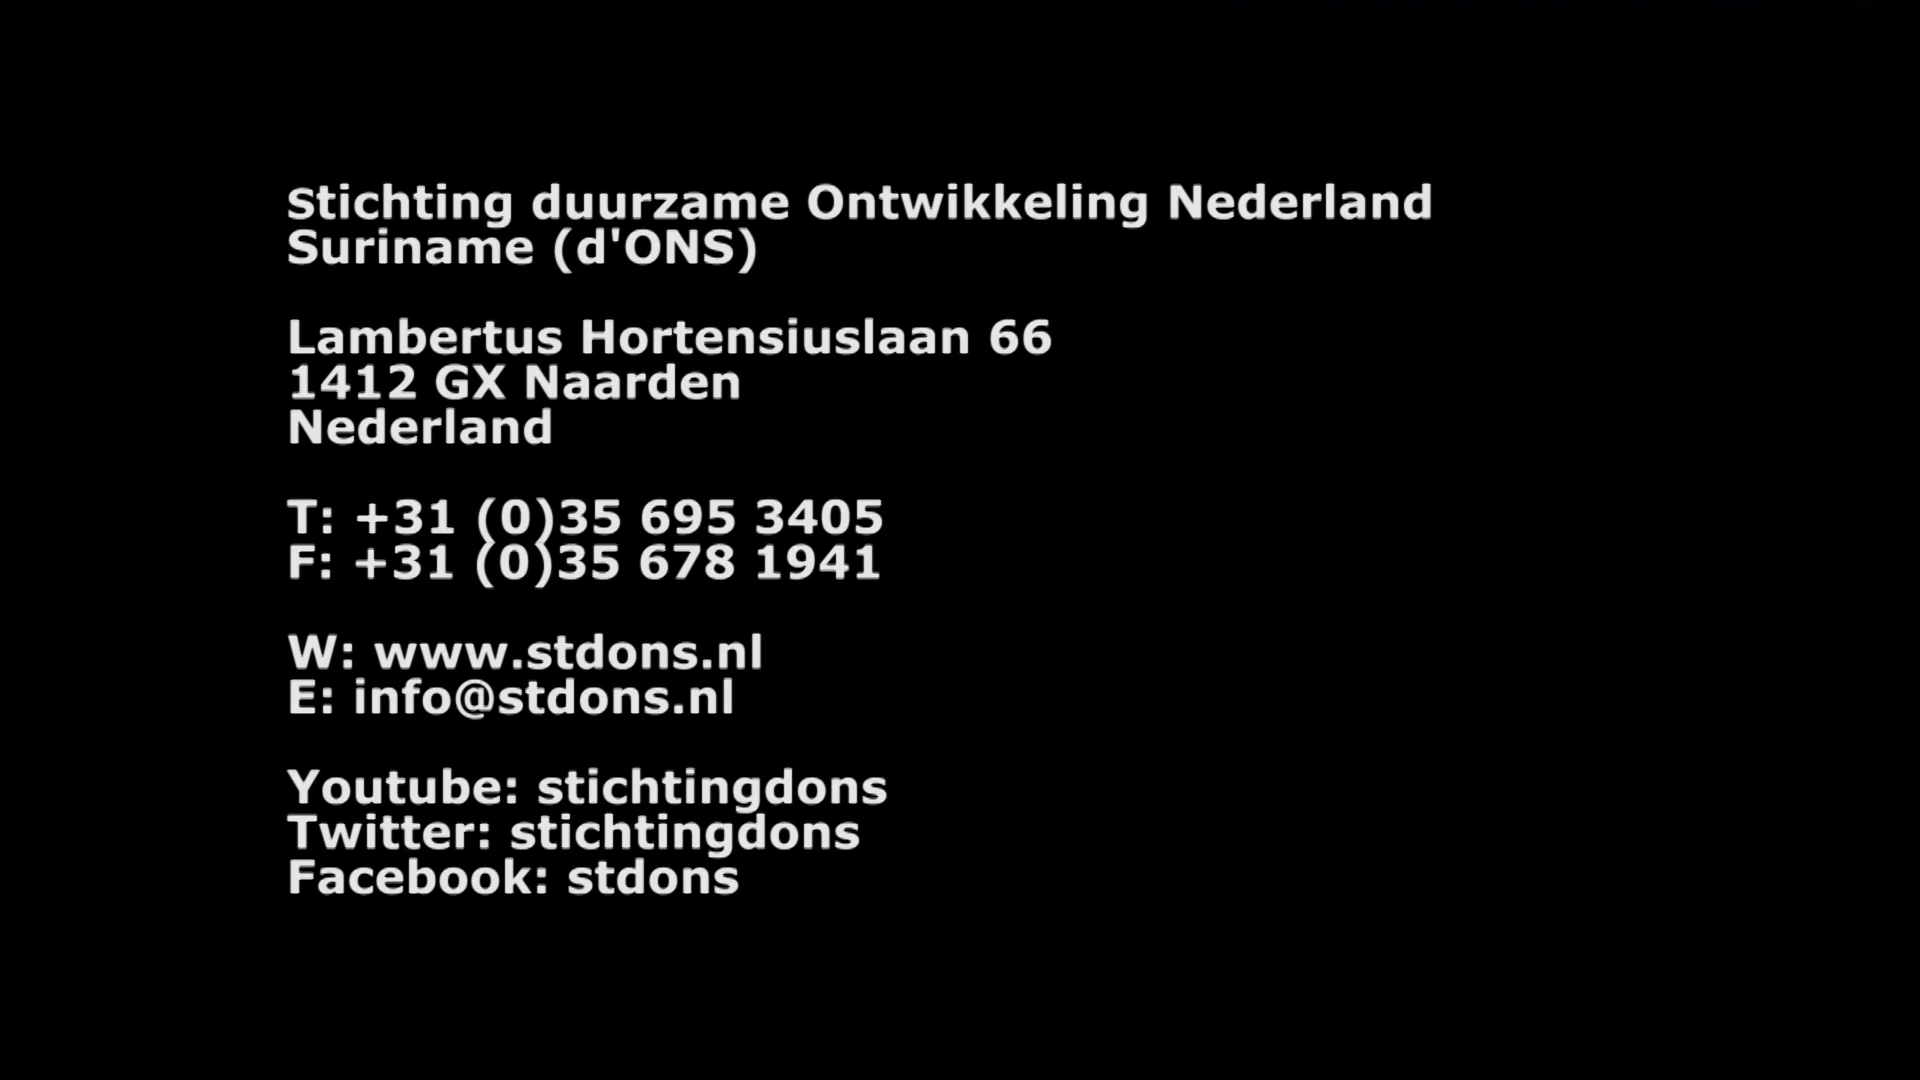 Stichting duurzame Ontwikkeling Nederland
Suriname (d'ONS)
Lambertus Hortensiuslaan 66
1412 GX Naarden
Nederland
T: +31 (0)35 695 3405
F: +31 (0)35 678 1941
W: www.stdons.nl
E: info@stdons.nl
Youtube: stichtingdons
Twitter: stichtingdons
Facebook: stdons